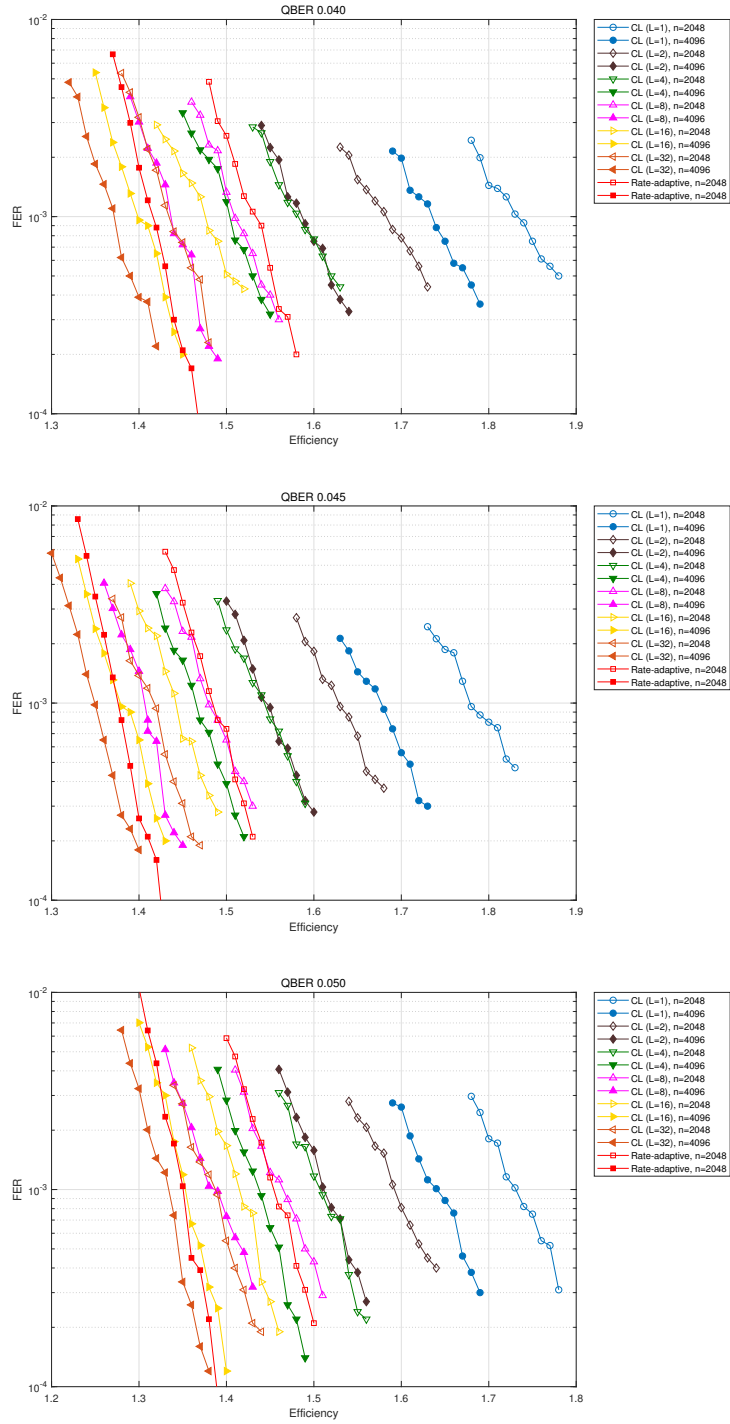 QBER 0.040
10^-2
10^-3
10^-4
FER
1.3 1.4 1.5 1.6 1.7 1.8 1.9
Efficiency
CL (L=1), n=2048
CL (L=1), n=4096
CL (L=2), n=2048
CL (L=2), n=4096
CL (L=4), n=2048
CL (L=4), n=4096
CL (L=8), n=2048
CL (L=8), n=4096
CL (L=16), n=2048
CL (L=16), n=4096
CL (L=32), n=2048
CL (L=32), n=4096
Rate-adaptive, n=2048
Rate-adaptive, n=2048
QBER 0.045
10^-2
10^-3
10^-4
FER
1.3 1.4 1.5 1.6 1.7 1.8 1.9
Efficiency
CL (L=1), n=2048
CL (L=1), n=4096
CL (L=2), n=2048
CL (L=2), n=4096
CL (L=4), n=2048
CL (L=4), n=4096
CL (L=8), n=2048
CL (L=8), n=4096
CL (L=16), n=2048
CL (L=16), n=4096
CL (L=32), n=2048
CL (L=32), n=4096
Rate-adaptive, n=2048
Rate-adaptive, n=2048
QBER 0.050
10^-2
10^-3
10^-4
FER
1.2 1.3 1.4 1.5 1.6 1.7 1.8
Efficiency
CL (L=1), n=2048
CL (L=1), n=4096
CL (L=2), n=2048
CL (L=2), n=4096
CL (L=4), n=2048
CL (L=4), n=4096
CL (L=8), n=2048
CL (L=8), n=4096
CL (L=16), n=2048
CL (L=16), n=4096
CL (L=32), n=2048
CL (L=32), n=4096
Rate-adaptive, n=2048
Rate-adaptive, n=2048